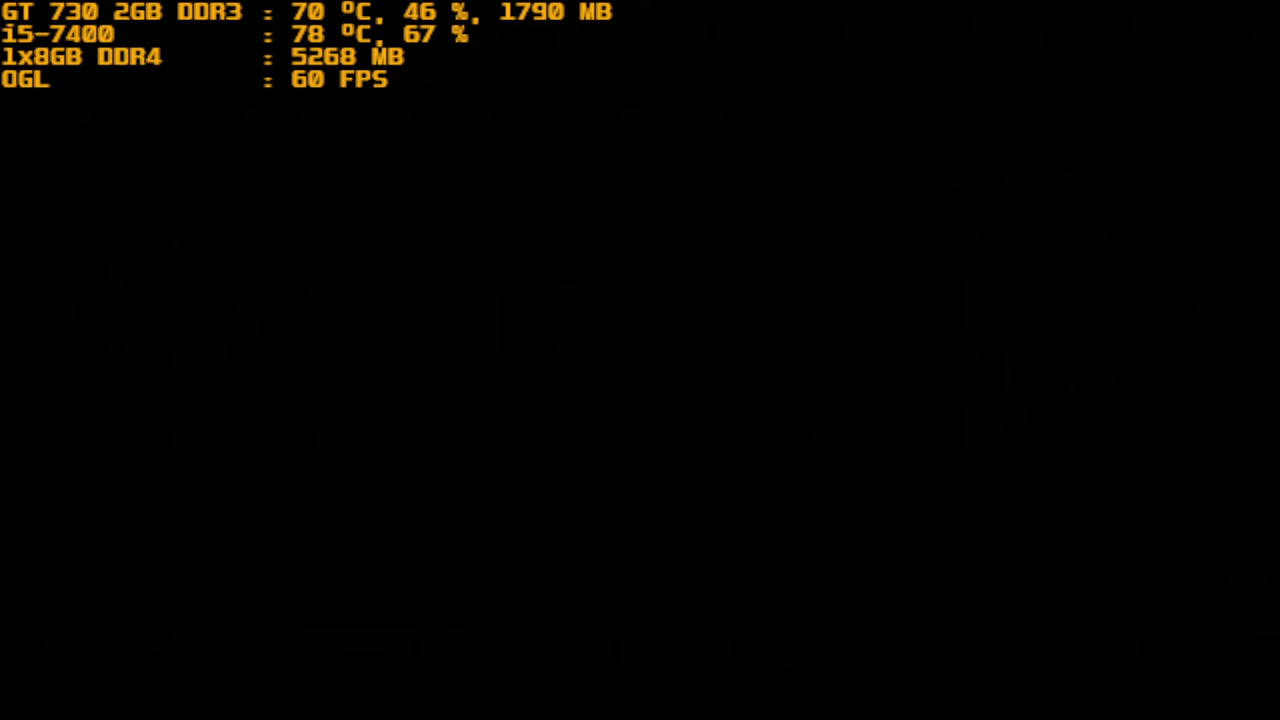 GT 730 2GB DDR3 : 70 ºC, 46 %, 1790 MB
i5-7400 : 78 ºC, 67 %
1x8GB DDR4 : 5268 MB
OGL : 60 FPS